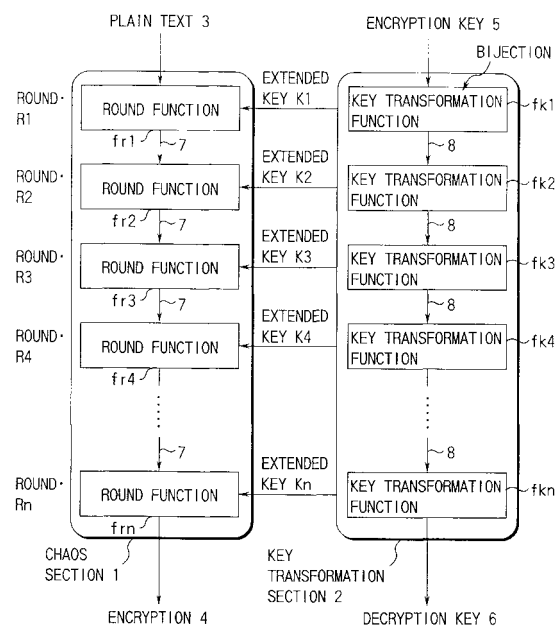 PLAIN TEXT 3
ENCRYPTION KEY 5
BIJECTION
ROUND·
R1
ROUND FUNCTION
fr1
7
EXTENDED
KEY K1
KEY TRANSFORMATION
FUNCTION
fk1
8
ROUND·
R2
ROUND FUNCTION
fr2
7
EXTENDED
KEY K2
KEY TRANSFORMATION
FUNCTION
fk2
8
ROUND·
R3
ROUND FUNCTION
fr3
7
EXTENDED
KEY K3
KEY TRANSFORMATION
FUNCTION
fk3
8
ROUND·
R4
ROUND FUNCTION
fr4
EXTENDED
KEY K4
KEY TRANSFORMATION
FUNCTION
fk4
7
8
ROUND·
Rn
ROUND FUNCTION
frn
EXTENDED
KEY Kn
KEY TRANSFORMATION
FUNCTION
fkn
CHAOS
SECTION 1
KEY
TRANSFORMATION
SECTION 2
ENCRYPTION 4
DECRYPTION KEY 6